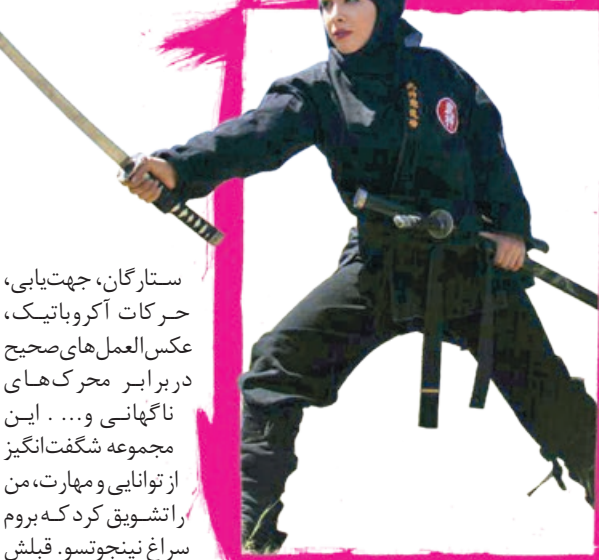 ستارگان، جهت‌یابی،
حرکات آکروباتیک،
عکس‌العمل‌های صحیح
در برابر محرک‌های
ناگهانی و... . این
مجموعه شگفت‌انگیز
از توانایی و مهارت، من
را تشویق کرد که بروم
سراغ نینجوتسو. قبلش